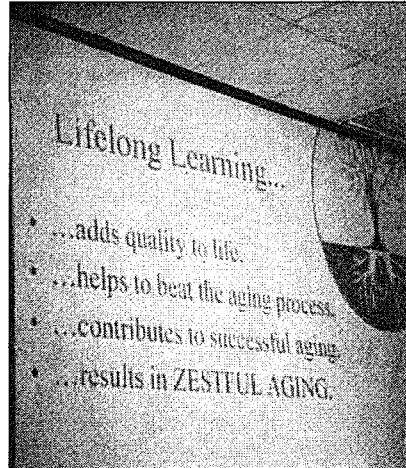 Lifelong Learning...
• ...adds quality to life.
• ...helps to beat the aging process.
• ...contributes to successful aging.
• ...results in ZESTFUL AGING.